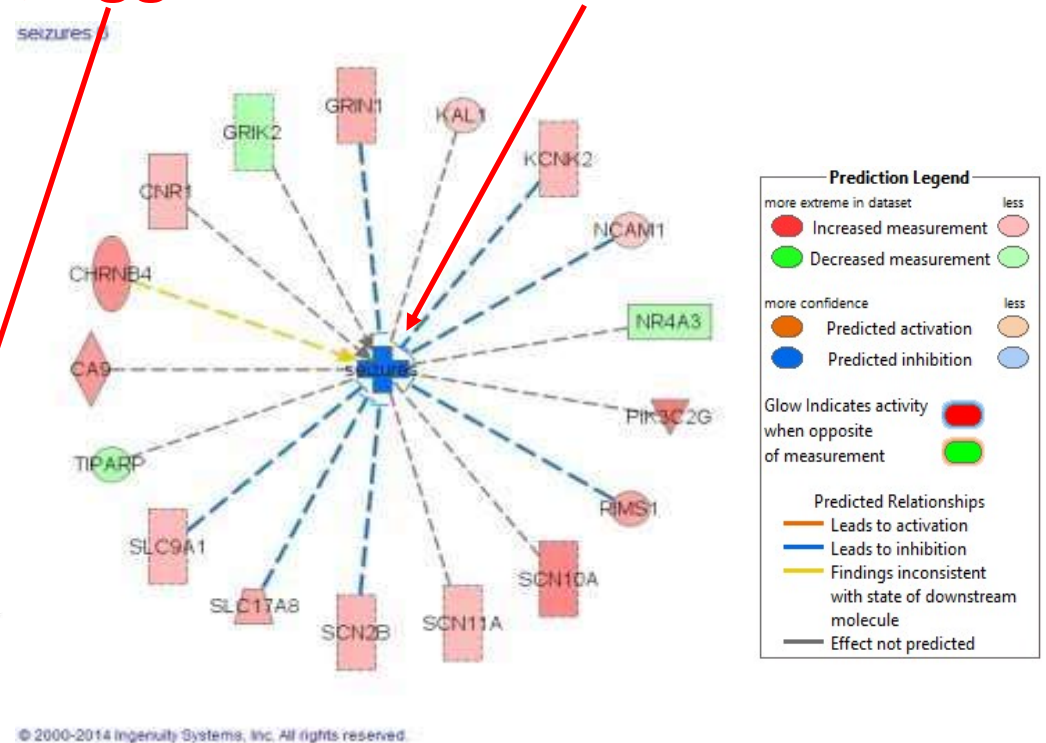 seizures
GRIN1
KAL1
GRIK2
KCNK2
CNR1
NCAM1
CHRNB4
NR4A3
CA9
seizures
PIK3C2G
TIPARP
RIMS1
SLC9A1
SCN10A
SLC17A8
SCN2B
SCN11A
Prediction Legend
more extreme in dataset less
Increased measurement
Decreased measurement
more confidence less
Predicted activation
Predicted inhibition
Glow Indicates activity
when opposite
of measurement
Predicted Relationships
Leads to activation
Leads to inhibition
Findings inconsistent
with state of downstream
molecule
Effect not predicted
© 2000-2014 Ingenuity Systems, Inc. All rights reserved.